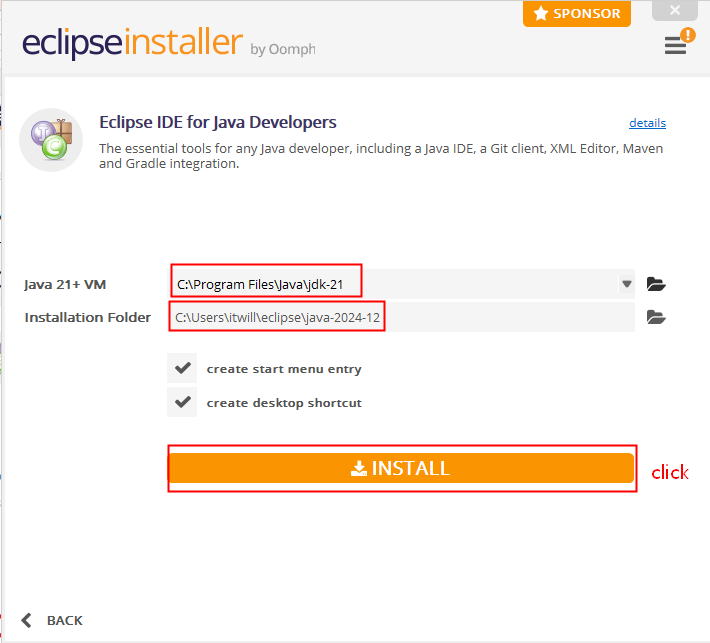 SPONSOR
eclipseinstaller by Oomph
Eclipse IDE for Java Developers
details
The essential tools for any Java developer, including a Java IDE, a Git client, XML Editor, Maven
and Gradle integration.
Java 21+ VM
C:\Program Files\Java\jdk-21
Installation Folder
C:\Users\itwill\eclipse\java-2024-12
create start menu entry
create desktop shortcut
INSTALL
click
BACK